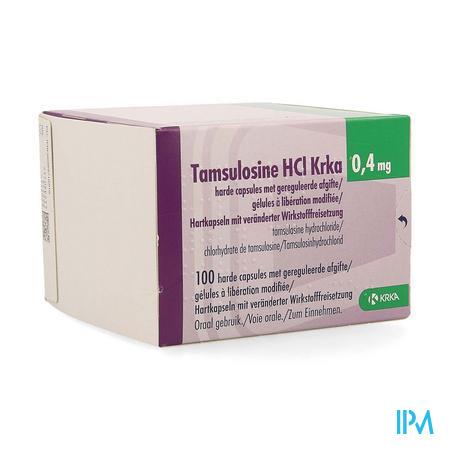 Tamsulosine HCl Krka 0,4 mg
harde capsules met gereguleerde afgifte/
gélules à libération modifiée/
Hartkapseln mit veränderter Wirkstofffreisetzung
tamsulosine hydrochloride/
chlorhydrate de tamsulosine/Tamsulosinhydrochlorid
100 harde capsules met gereguleerde afgifte/
gélules à libération modifiée/
Hartkapseln mit veränderter Wirkstofffreisetzung
Oraal gebruik./Voie orale./Zum Einnehmen.
KRKA
IPM